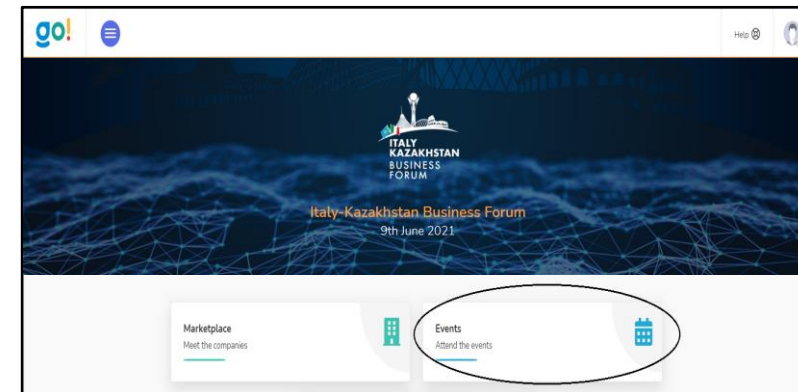 go!
Help
ITALY
KAZAKHSTAN
BUSINESS
FORUM
Italy-Kazakhstan Business Forum
9th June 2021
Marketplace
Meet the companies
Events
Attend the events